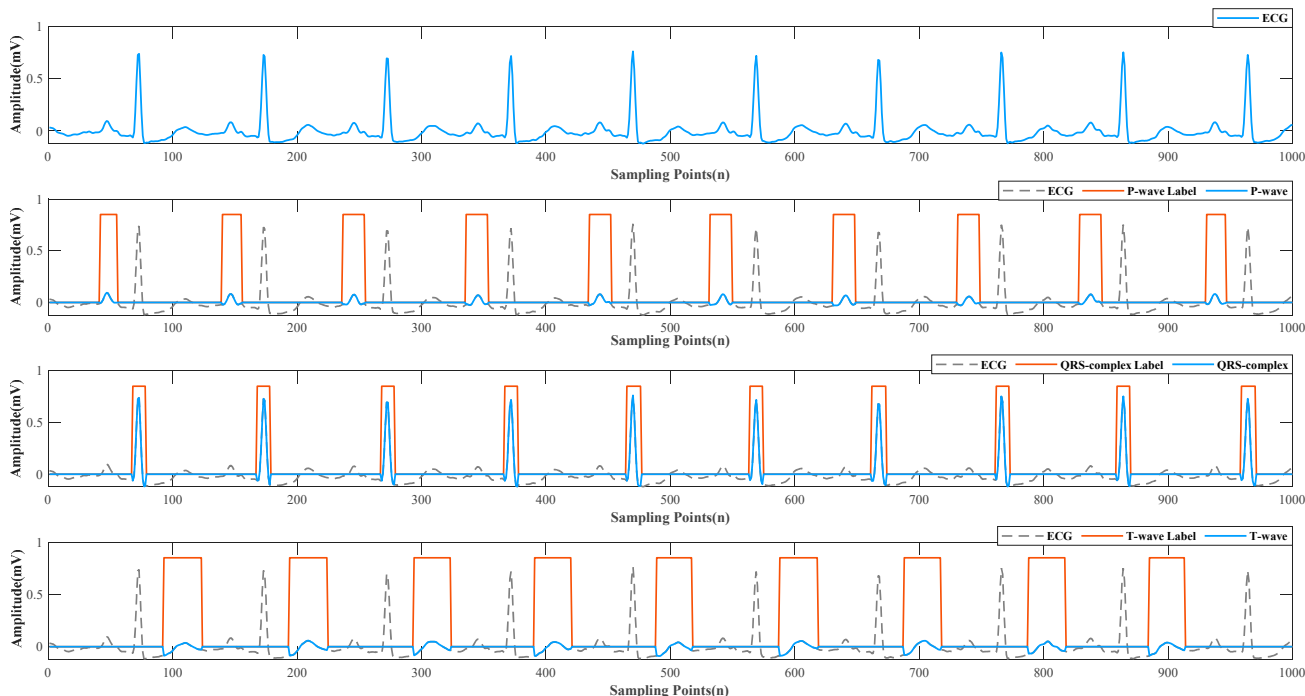 ECG
Amplitude(mV)
1
0.5
0
0 100 200 300 400 500 600 700 800 900 1000
Sampling Points(n)
ECG P-wave Label P-wave
Amplitude(mV)
1
0.5
0
0 100 200 300 400 500 600 700 800 900 1000
Sampling Points(n)
ECG QRS-complex Label QRS-complex
Amplitude(mV)
1
0.5
0
0 100 200 300 400 500 600 700 800 900 1000
Sampling Points(n)
ECG T-wave Label T-wave
Amplitude(mV)
1
0.5
0
0 100 200 300 400 500 600 700 800 900 1000
Sampling Points(n)